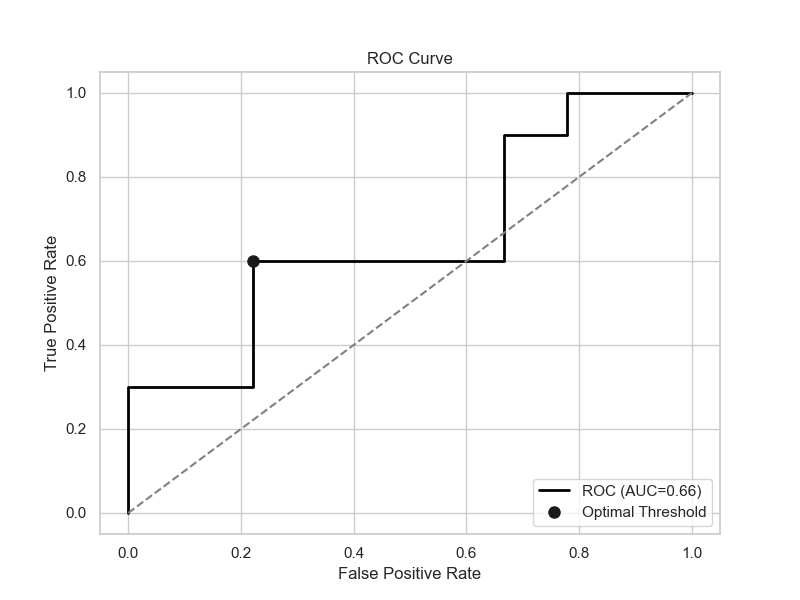 ROC Curve
1.0
0.8
0.6
0.4
0.2
0.0
True Positive Rate
0.0 0.2 0.4 0.6 0.8 1.0
False Positive Rate
ROC (AUC=0.66)
Optimal Threshold